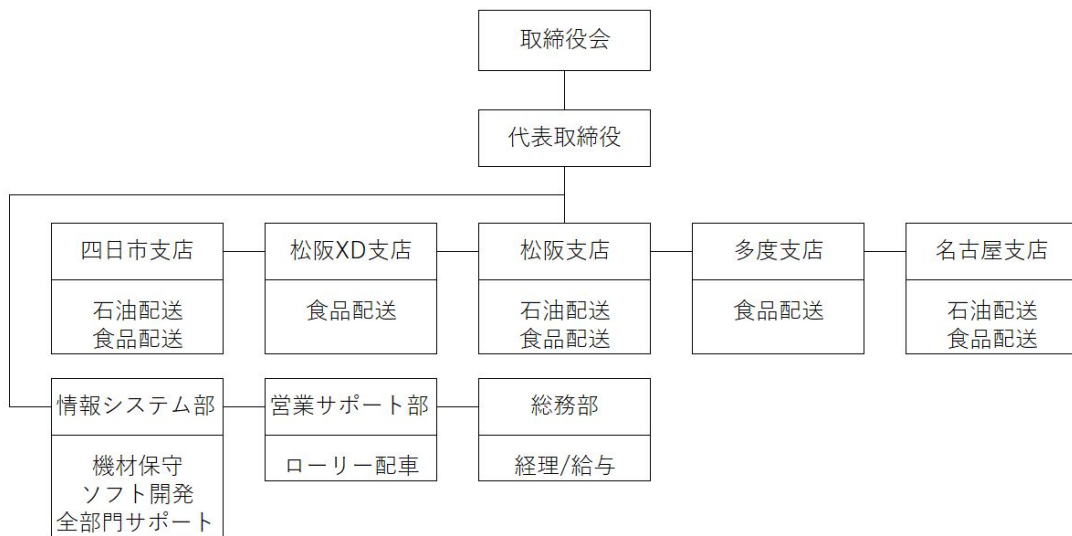 取締役会
代表取締役
四日市支店
石油配送
食品配送
松阪XD支店
食品配送
松阪支店
石油配送
食品配送
多度支店
食品配送
名古屋支店
石油配送
食品配送
情報システム部
機材保守
ソフト開発
全部門サポート
営業サポート部
ローリー配車
総務部
経理/給与